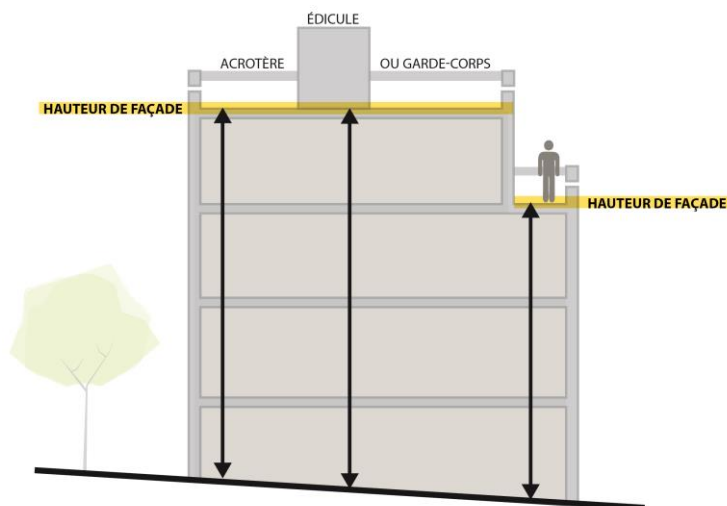 ÉDICULE
ACROTÈRE
OU GARDE-CORPS
HAUTEUR DE FAÇADE
HAUTEUR DE FAÇADE